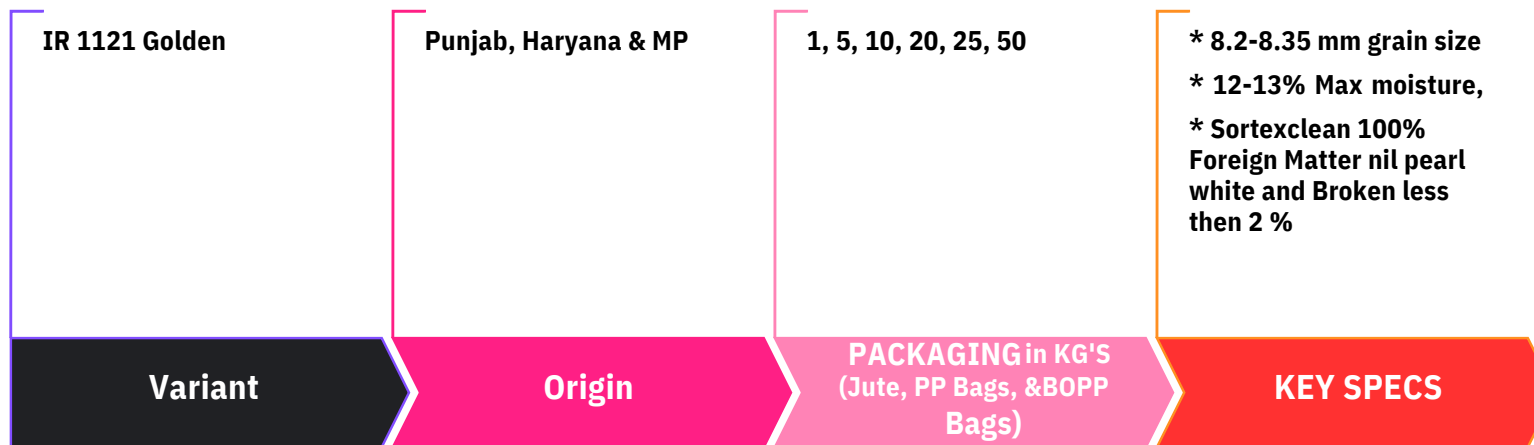 IR 1121 Golden
Punjab, Haryana & MP
1, 5, 10, 20, 25, 50
* 8.2-8.35 mm grain size
* 12-13% Max moisture,
* Sortexclean 100%
Foreign Matter nil pearl
white and Broken less
then 2 %
Variant
Origin
PACKAGING in KG'S
(Jute, PP Bags, &BOPP
Bags)
KEY SPECS